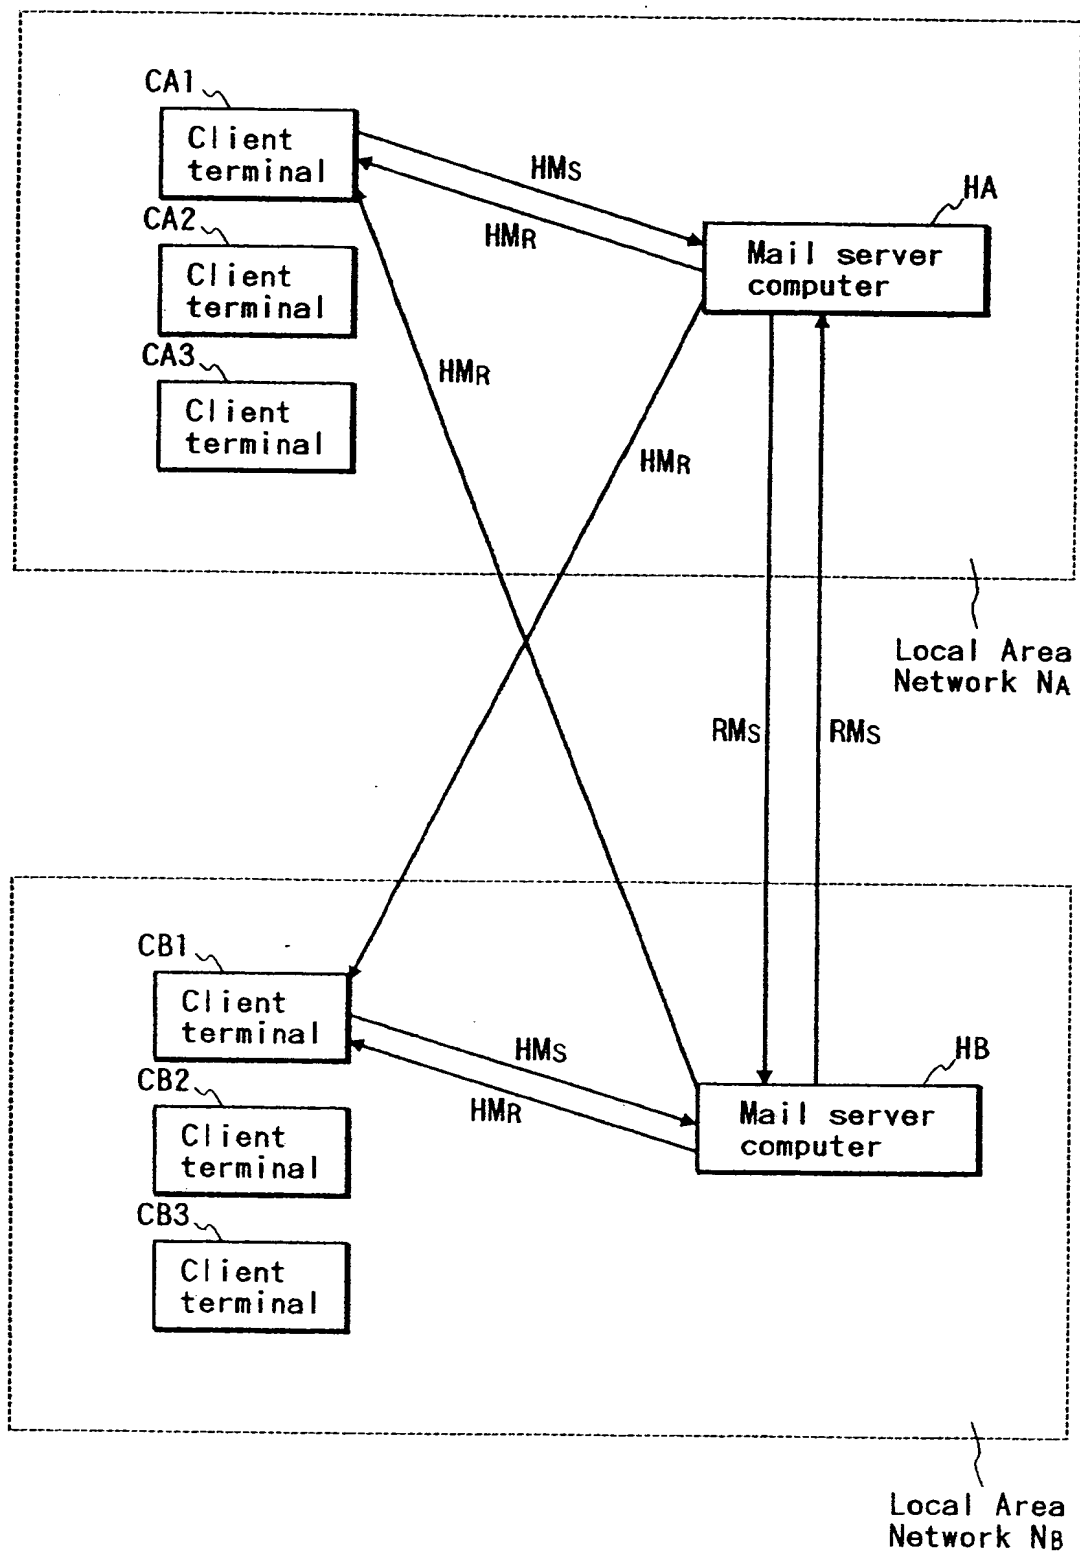 CA1
Client
terminal
HMS
HA
CA2
HMR
Mail server
computer
Client
terminal
CA3
HMR
Client
terminal
HMR
Local Area
Network NA
RMS
RMS
CB1
Client
terminal
HMS
HB
CB2
HMR
Mail server
computer
Client
terminal
CB3
Client
terminal
Local Area
Network NB